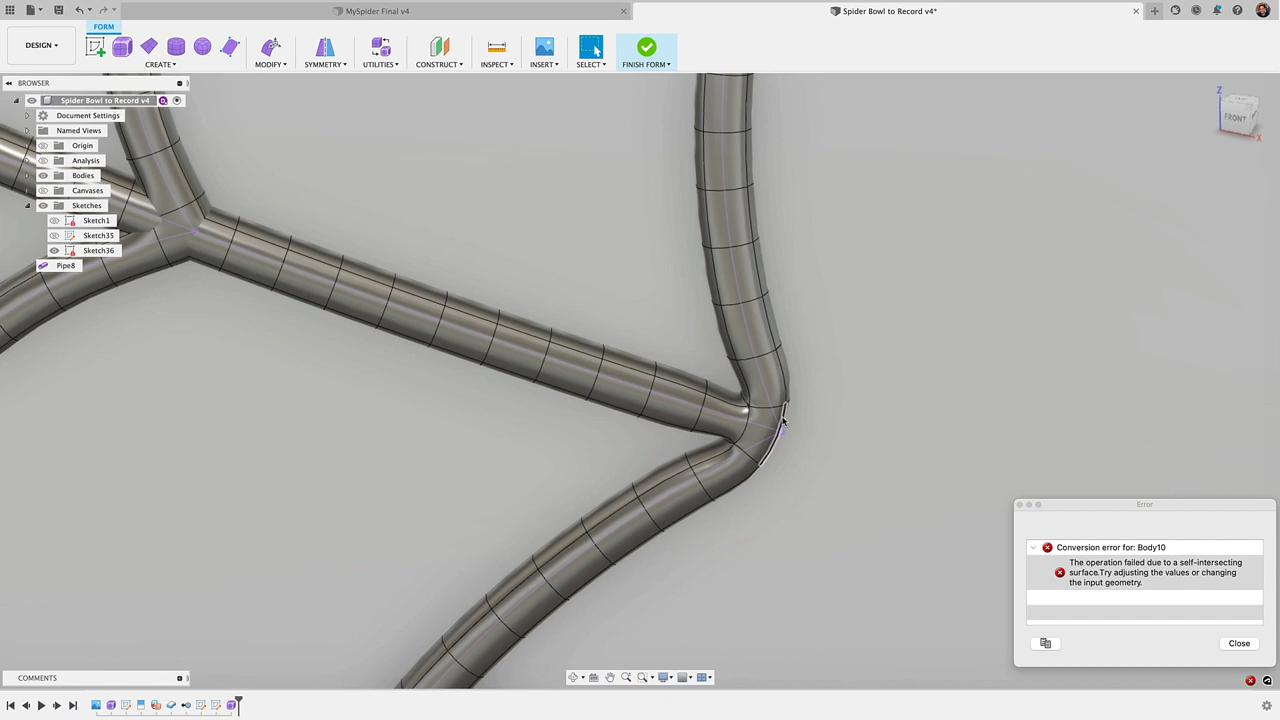 MySpider Final v4
Spider Bowl to Record v4*
FORM
DESIGN
CREATE
MODIFY
SYMMETRY
UTILITIES
CONSTRUCT
INSPECT
INSERT
SELECT
FINISH FORM
BROWSER
Spider Bowl to Record v4
Document Settings
Named Views
Origin
Analysis
Bodies
Canvases
Sketches
Sketch1
Sketch35
Sketch36
Pipe8
Z
FRONT
X
Error
Conversion error for: Body10
The operation failed due to a self-intersecting
surface.Try adjusting the values or changing
the input geometry.
Close
COMMENTS